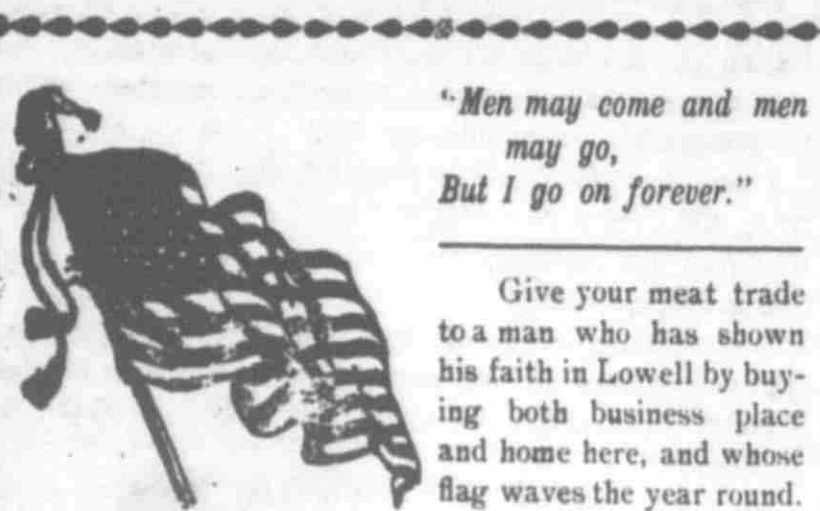 "Men may come and men
may go,
But I go on forever."
Give your meat trade
to a man who has shown
his faith in Lowell by buy-
ing both business place
and home here, and whose
flag waves the year round.